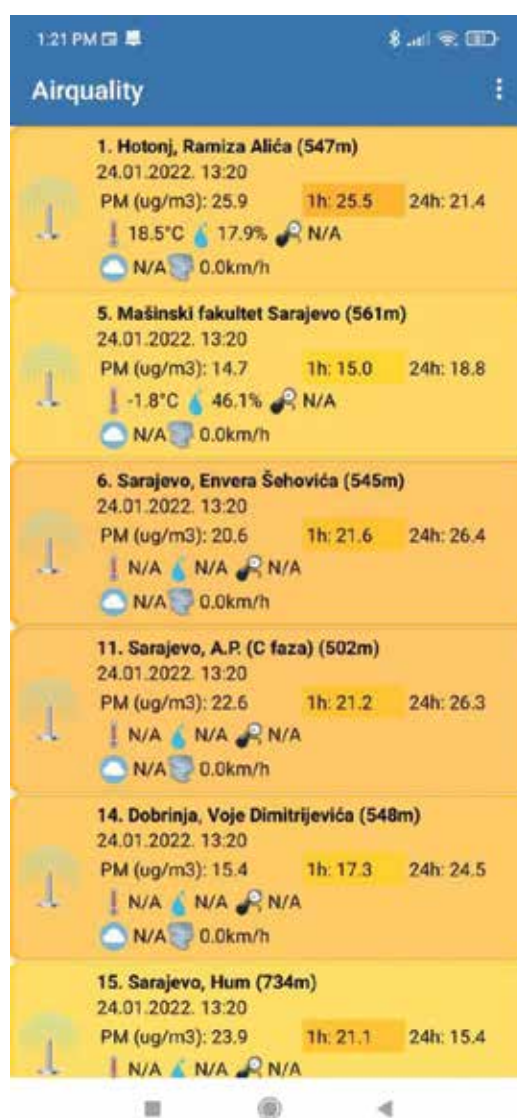 1:21 PM
Airquality
1. Hotonj, Ramiza Alića (547m)
24.01.2022. 13:20
PM (ug/m3): 25.9 1h: 25.5 24h: 21.4
18.5°C 17.9% N/A
N/A 0.0km/h
5. Mašinski fakultet Sarajevo (561m)
24.01.2022. 13:20
PM (ug/m3): 14.7 1h: 15.0 24h: 18.8
-1.8°C 46.1% N/A
N/A 0.0km/h
6. Sarajevo, Envera Šehovića (545m)
24.01.2022. 13:20
PM (ug/m3): 20.6 1h: 21.6 24h: 26.4
N/A N/A N/A
N/A 0.0km/h
11. Sarajevo, A.P. (C faza) (502m)
24.01.2022. 13:20
PM (ug/m3): 22.6 1h: 21.2 24h: 26.3
N/A N/A N/A
N/A 0.0km/h
14. Dobrinja, Voje Dimitrijevića (548m)
24.01.2022. 13:20
PM (ug/m3): 15.4 1h: 17.3 24h: 24.5
N/A N/A N/A
N/A 0.0km/h
15. Sarajevo, Hum (734m)
24.01.2022. 13:20
PM (ug/m3): 23.9 1h: 21.1 24h: 15.4
N/A N/A N/A